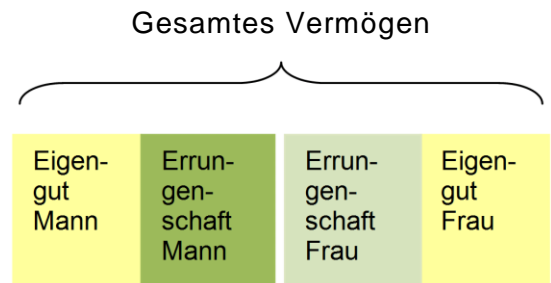 Gesamtes Vermögen
Eigen-
gut
Mann
Errun-
gen-
schaft
Mann
Errun-
gen-
schaft
Frau
Eigen-
gut
Frau